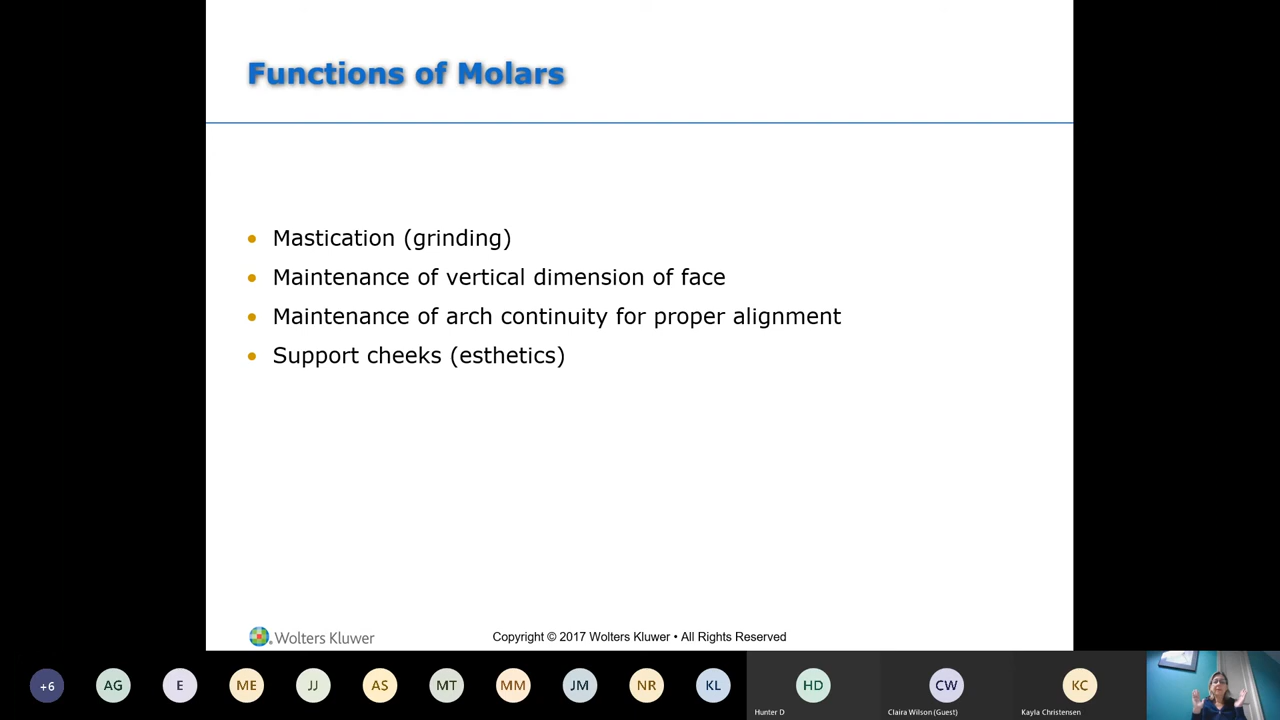 Functions of Molars
Mastication (grinding)
Maintenance of vertical dimension of face
Maintenance of arch continuity for proper alignment
Support cheeks (esthetics)
Wolters Kluwer
Copyright © 2017 Wolters Kluwer • All Rights Reserved
+6
AG
E
ME
JJ
AS
MT
MM
JM
NR
KL
HD
CW
KC
Hunter D
Claira Wilson (Guest)
Kayla Christensen